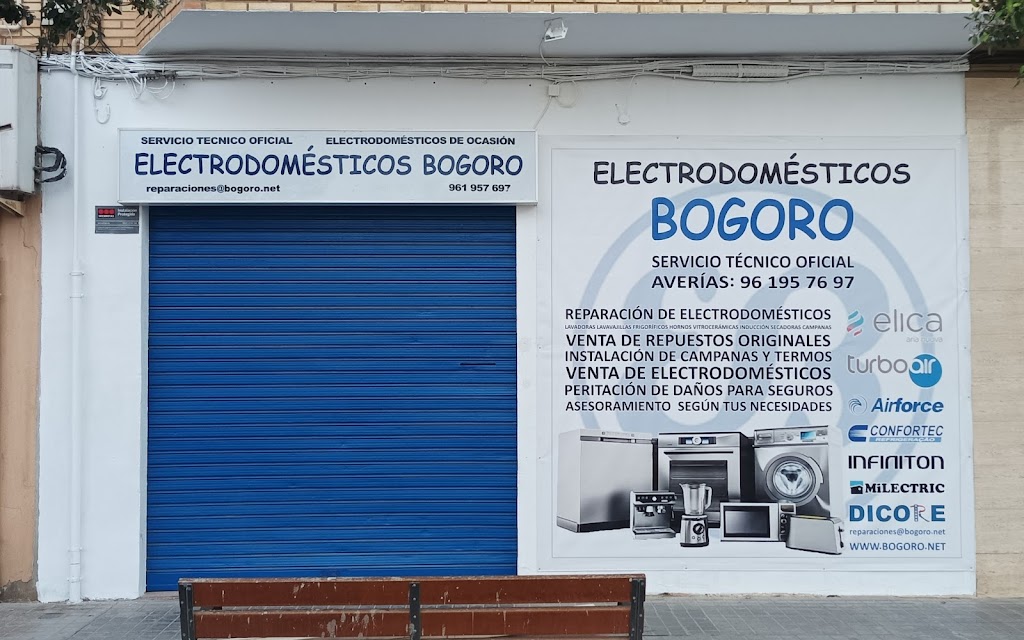 SERVICIO TECNICO OFICIAL ELECTRODOMÉSTICOS DE OCASIÓN
ELECTRODOMÉSTICOS BOGORO
reparaciones@bogoro.net 961 957 697
ELECTRODOMÉSTICOS
BOGORO
SERVICIO TÉCNICO OFICIAL
AVERÍAS: 96 195 76 97
REPARACIÓN DE ELECTRODOMÉSTICOS
LAVADORAS LAVAVAJILLAS FRIGORÍFICOS HORNOS VITROCERÁMICAS INDUCCIÓN SECADORAS CAMPANAS
VENTA DE REPUESTOS ORIGINALES
INSTALACIÓN DE CAMPANAS Y TERMOS
VENTA DE ELECTRODOMÉSTICOS
PERITACIÓN DE DAÑOS PARA SEGUROS
ASESORAMIENTO SEGÚN TUS NECESIDADES
elica
turboair
Airforce
CONFORTEC
REFRIGERAÇÃO
INFINITON
MiLECTRIC
DICORE
reparaciones@bogoro.net
WWW.BOGORO.NET